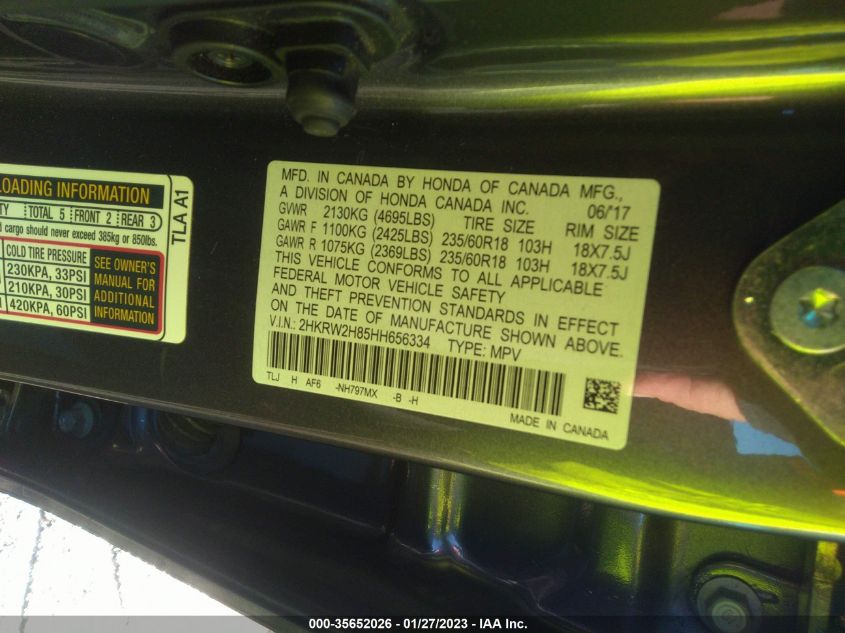 LOADING INFORMATION
TOTAL 5 FRONT 2 REAR 3
cargo should never exceed 385kg or 850lbs.
COLD TIRE PRESSURE
230KPA, 33PSI
210KPA, 30PSI
420KPA, 60PSI
SEE OWNER'S
MANUAL FOR
ADDITIONAL
INFORMATION
TLA A1
MFD. IN CANADA BY HONDA OF CANADA MFG.,
A DIVISION OF HONDA CANADA INC. 06/17
GVWR 2130KG (4695LBS) TIRE SIZE RIM SIZE
GAWR F 1100KG (2425LBS) 235/60R18 103H 18X7.5J
GAWR R 1075KG (2369LBS) 235/60R18 103H 18X7.5J
THIS VEHICLE CONFORMS TO ALL APPLICABLE
FEDERAL MOTOR VEHICLE SAFETY
AND THEFT PREVENTION STANDARDS IN EFFECT
ON THE DATE OF MANUFACTURE SHOWN ABOVE.
V.I.N.: 2HKRW2H85HH656334 TYPE: MPV
TLJ H AF6 -NH797MX -B -H
MADE IN CANADA
000-35652026 - 01/27/2023 - IAA Inc.